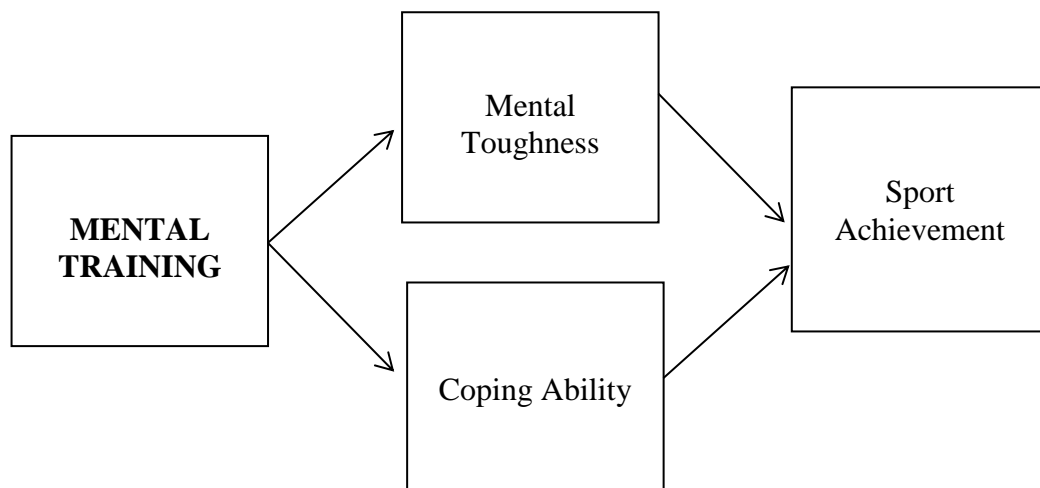 MENTAL
TRAINING
Mental
Toughness
Coping Ability
Sport
Achievement